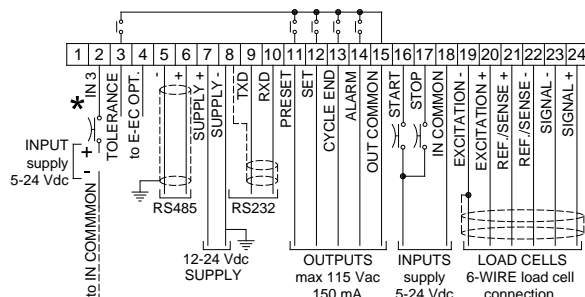 1 2 3 4 5 6 7 8 9 10 11 12 13 14 15 16 17 18 19 20 21 22 23 24
*
IN 3
TOLERANCE
to E-EC OPT.
-
+
SUPPLY +
SUPPLY -
TXD
RXD
PRESET
SET
CYCLE END
ALARM
OUT COMMON
START
STOP
IN COMMON
EXCITATION -
EXCITATION +
REF./SENSE +
REF./SENSE -
SIGNAL -
SIGNAL +
INPUT
supply
5-24 Vdc
+
-
to IN COMMMON
RS485
RS232
12-24 Vdc
SUPPLY
OUTPUTS
max 115 Vac
150 mA
INPUTS
supply
5-24 Vdc
LOAD CELLS
6-WIRE load cell
connection